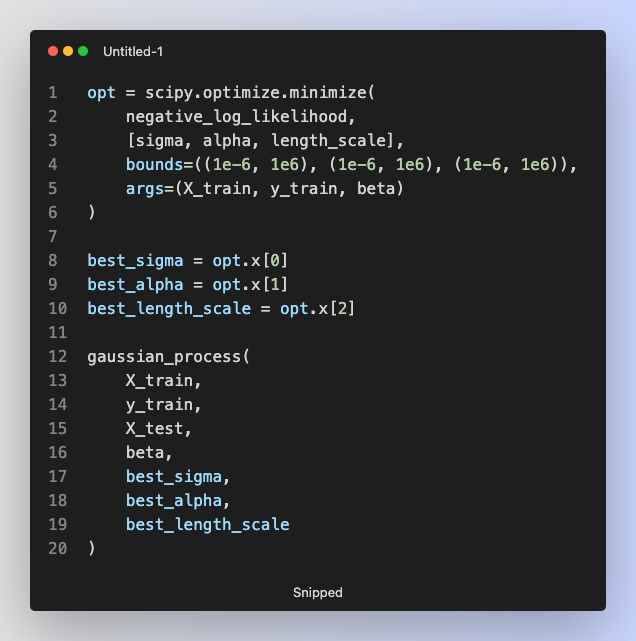 Untitled-1
1 opt = scipy.optimize.minimize(
2     negative_log_likelihood,
3     [sigma, alpha, length_scale],
4     bounds=((1e-6, 1e6), (1e-6, 1e6), (1e-6, 1e6)),
5     args=(X_train, y_train, beta)
6 )
7
8 best_sigma = opt.x[0]
9 best_alpha = opt.x[1]
10 best_length_scale = opt.x[2]
11
12 gaussian_process(
13     X_train,
14     y_train,
15     X_test,
16     beta,
17     best_sigma,
18     best_alpha,
19     best_length_scale
20 )
Snipped